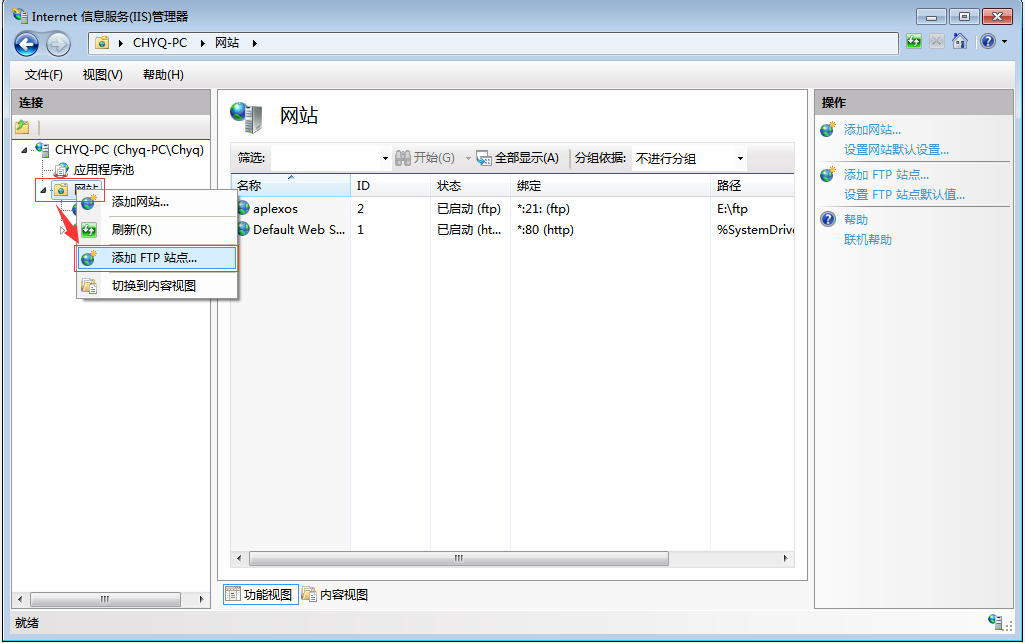 Internet 信息服务(IIS)管理器
CHYQ-PC 网站
文件(F) 视图(V) 帮助(H)
连接
CHYQ-PC (Chyq-PC\Chyq)
应用程序池
网站
添加网站...
刷新(R)
添加 FTP 站点...
切换到内容视图
网站
筛选: 开始(G) 全部显示(A) 分组依据: 不进行分组
名称 ID 状态 绑定 路径
aplexos 2 已启动 (ftp) *:21: (ftp) E:\ftp
Default Web S... 1 已启动 (ht... *:80 (http) %SystemDrive
功能视图 内容视图
操作
添加网站...
设置网站默认设置...
添加 FTP 站点...
设置 FTP 站点默认值...
帮助
联机帮助
就绪